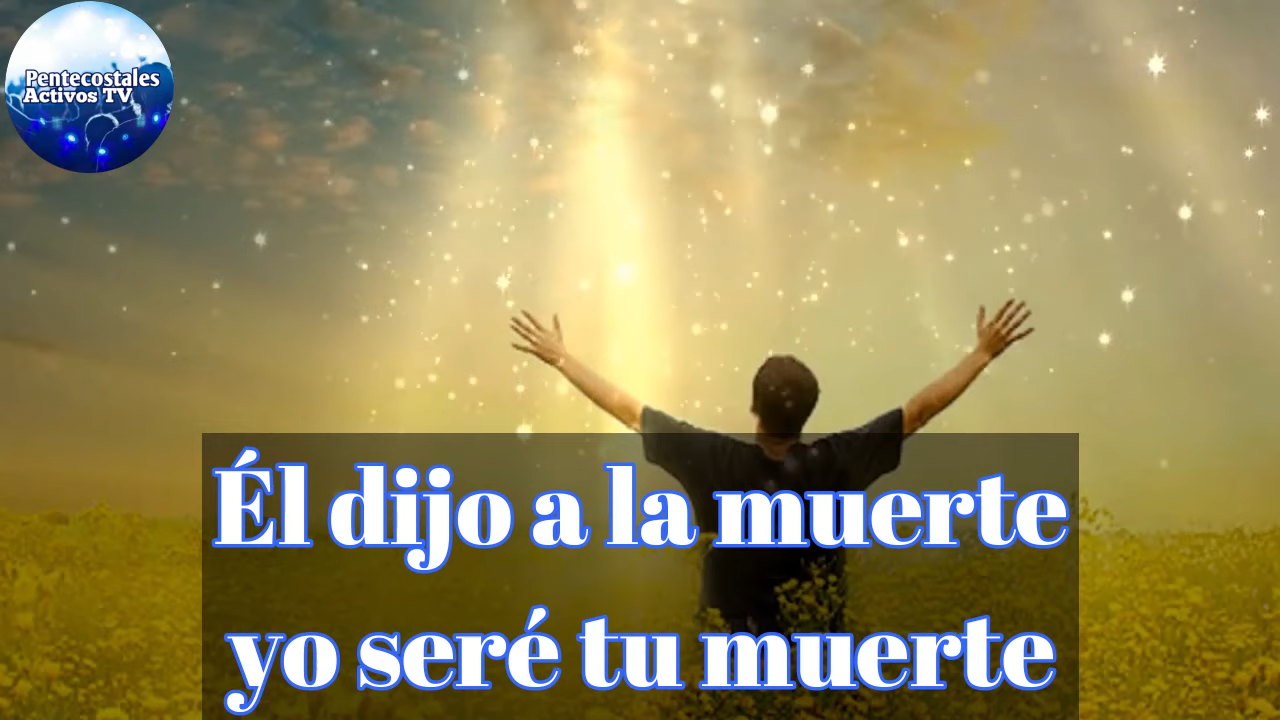 Pentecostales
Activos TV
Él dijo a la muerte
yo seré tu muerte